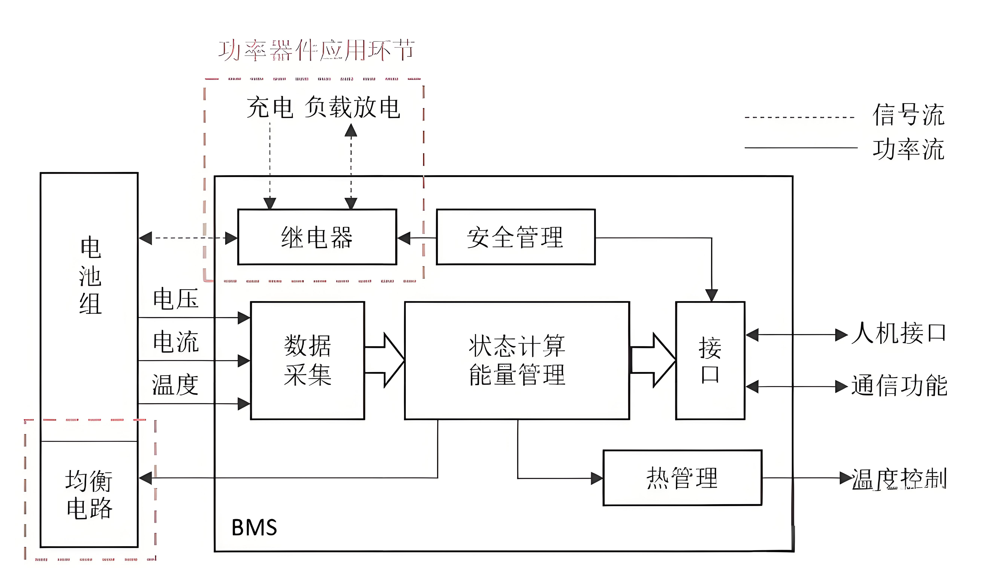 功率器件应用环节
充电 负载放电
信号流
功率流
电池组
继电器
安全管理
电压
电流
温度
数据
采集
状态计算
能量管理
接口
人机接口
通信功能
均衡
电路
热管理
温度控制
BMS